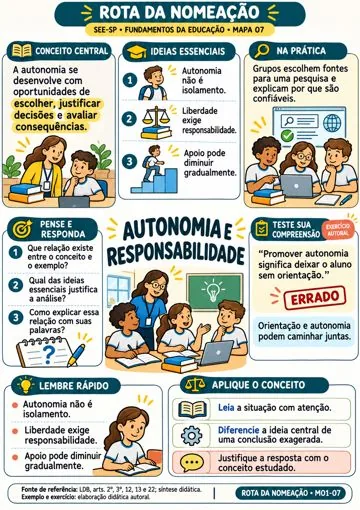 ROTA DA NOMEAÇÃO
SEE-SP • FUNDAMENTOS DA EDUCAÇÃO • MAPA 07
CONCEITO CENTRAL
A autonomia se
desenvolve com
oportunidades de
escolher, justificar
decisões e avaliar
consequências.
IDEIAS ESSENCIAIS
1
Autonomia
não é
isolamento.
2
Liberdade
exige
responsabilidade.
3
Apoio pode
diminuir
gradualmente.
NA PRÁTICA
Grupos escolhem fontes
para uma pesquisa e
explicam por que são
confiáveis.
PENSE E
RESPONDA
1
Que relação existe
entre o conceito e
o exemplo?
2
Qual das ideias
essenciais justifica
a análise?
3
Como explicar essa
relação com suas
palavras?
?
AUTONOMIA E
RESPONSABILIDADE
TESTE SUA
COMPREENSÃO
EXERCÍCIO
AUTORAL
“Promover autonomia
significa deixar o aluno
sem orientação.”
ERRADO
Orientação e autonomia
podem caminhar juntas.
LEMBRE RÁPIDO
Autonomia não é
isolamento.
Liberdade exige
responsabilidade.
Apoio pode diminuir
gradualmente.
APLIQUE O CONCEITO
Leia a situação com atenção.
Diferencie a ideia central de
uma conclusão exagerada.
Justifique a resposta com o
conceito estudado.
Fonte de referência: LDB, arts. 2º, 3º, 12, 13 e 22; síntese didática.
Exemplo e exercício: elaboração didática autoral.
ROTA DA NOMEAÇÃO • M01-07